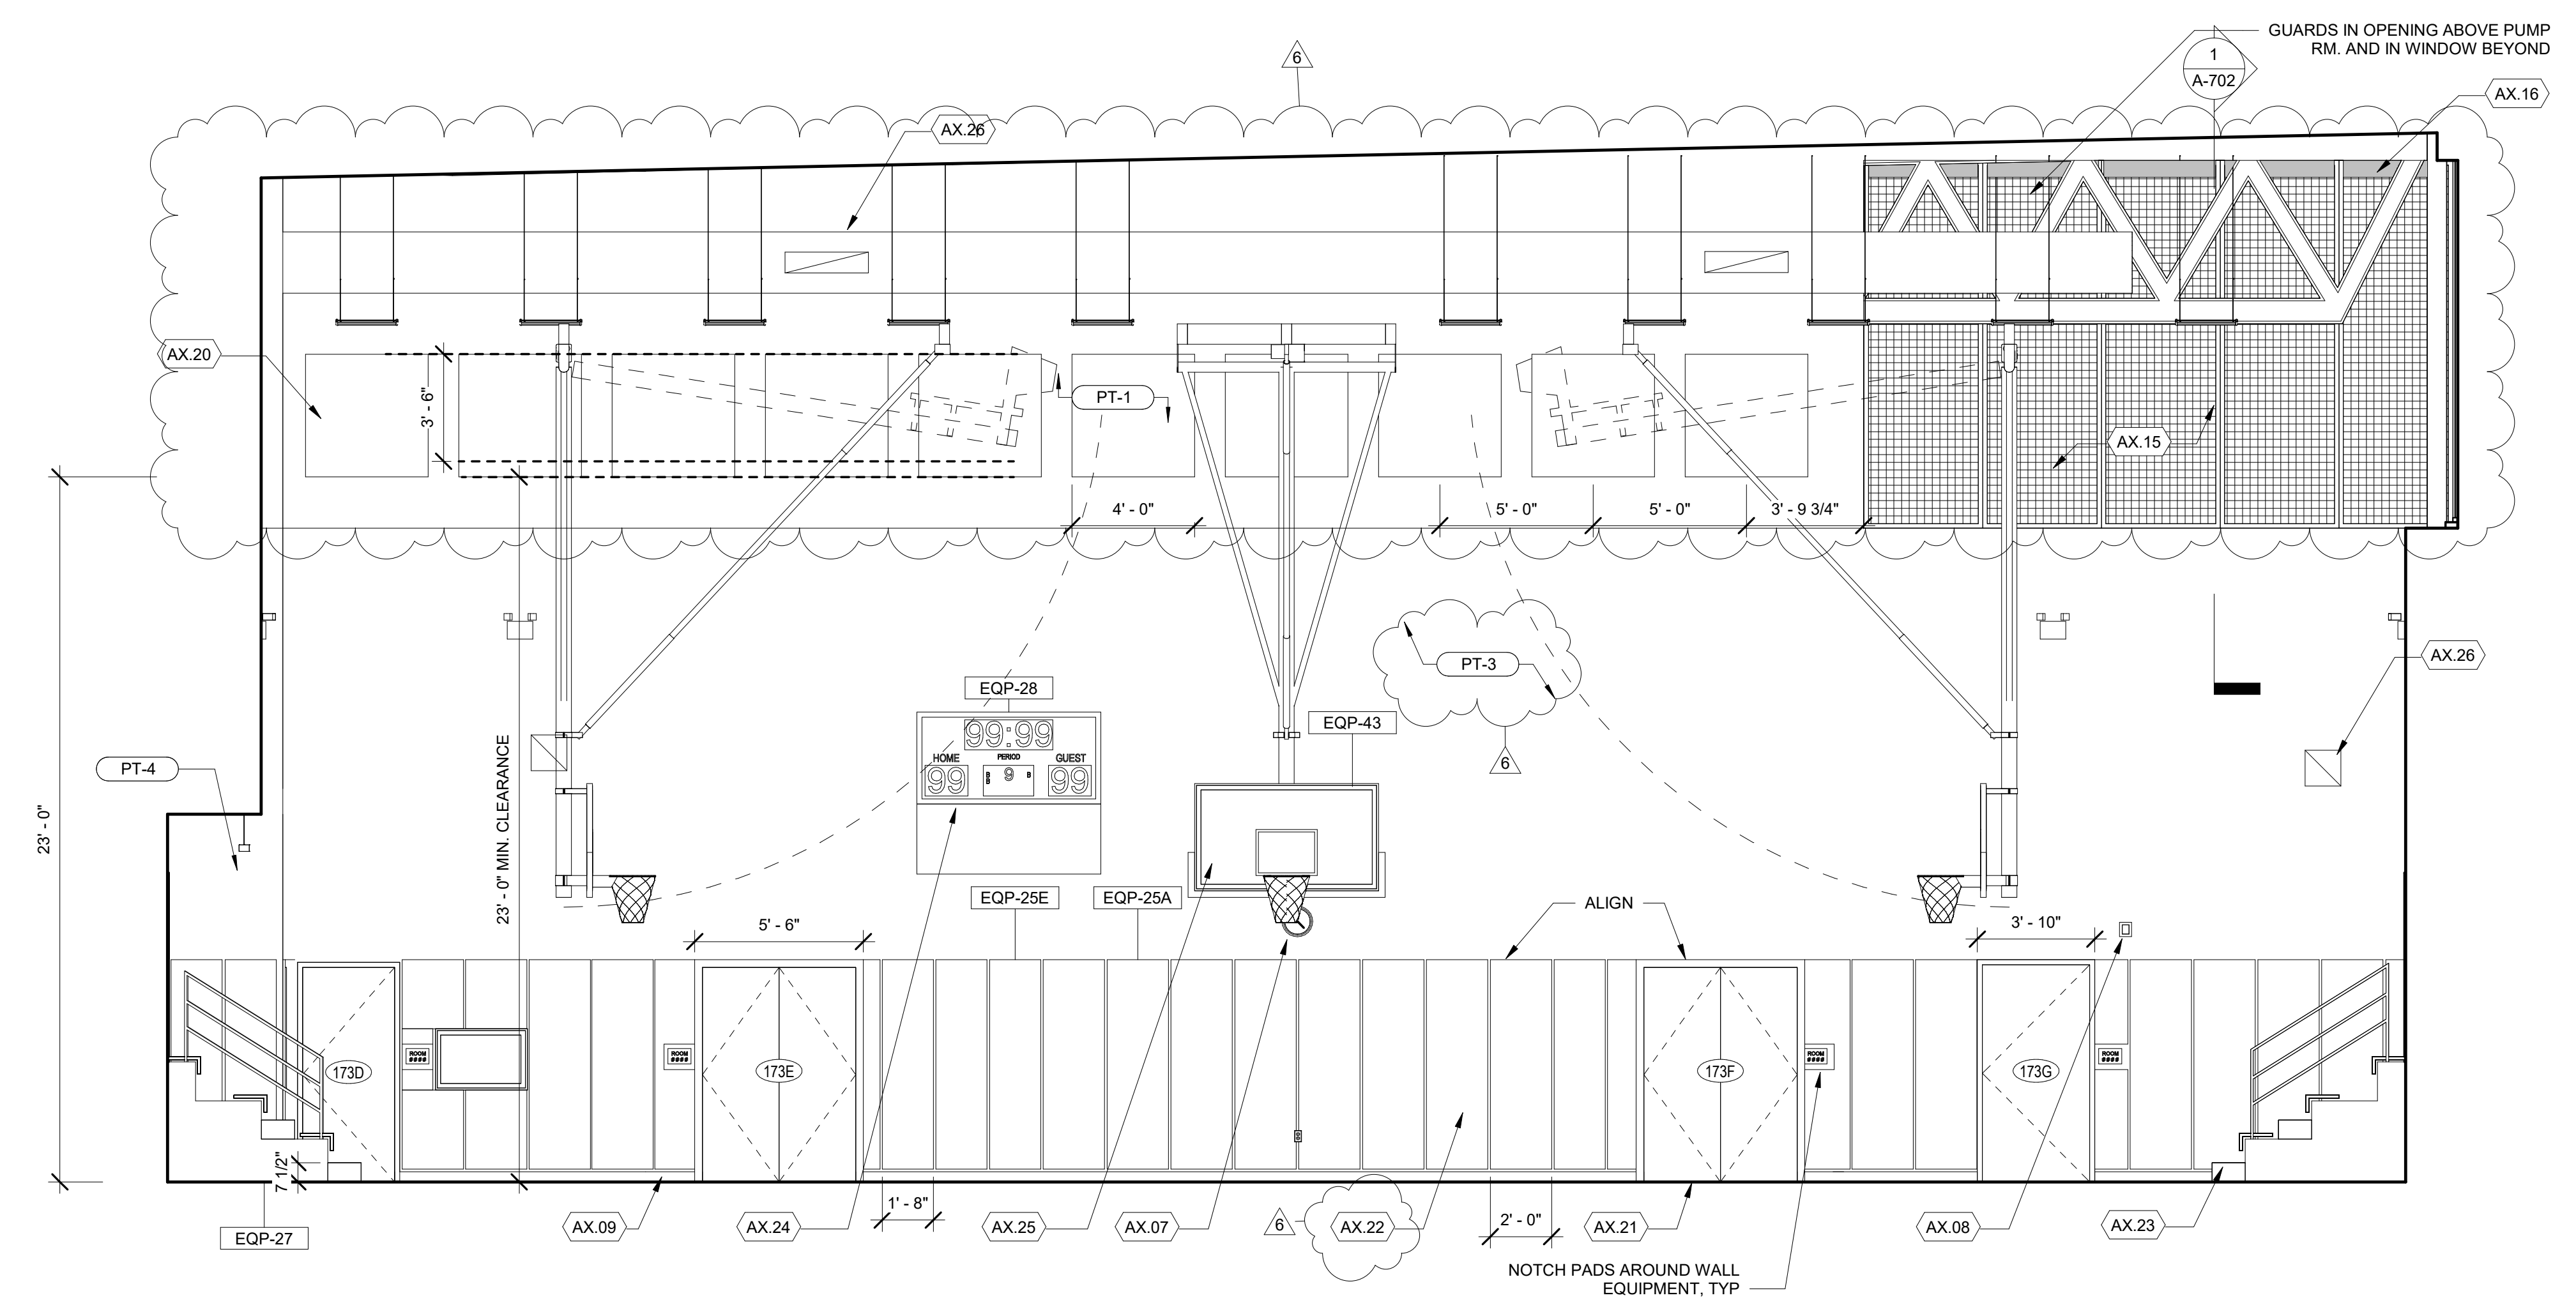 GUARDS IN OPENING ABOVE PUMP
RM. AND IN WINDOW BEYOND
6
1
A-702
AX.16
AX.26
AX.20
3' - 6"
PT-1
AX.15
4' - 0"
5' - 0"
5' - 0"
3' - 9 3/4"
PT-3
AX.26
EQP-28
EQP-43
6
99:99
HOME
PERIOD
GUEST
99
9
99
B
B
B
PT-4
23' - 0"
23' - 0" MIN. CLEARANCE
EQP-25E
EQP-25A
ALIGN
5' - 6"
3' - 10"
ROOM
####
ROOM
####
ROOM
####
ROOM
####
173D
173E
173F
173G
7 1/2"
1' - 8"
2' - 0"
EQP-27
AX.09
AX.24
AX.25
AX.07
6
AX.22
AX.21
AX.08
AX.23
NOTCH PADS AROUND WALL
EQUIPMENT, TYP